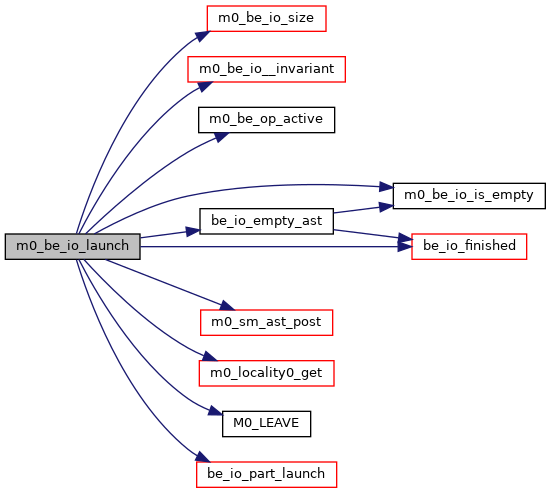 m0_be_io_size
m0_be_io__invariant
m0_be_op_active
m0_be_io_is_empty
be_io_empty_ast
m0_be_io_launch
be_io_finished
m0_sm_ast_post
m0_locality0_get
M0_LEAVE
be_io_part_launch